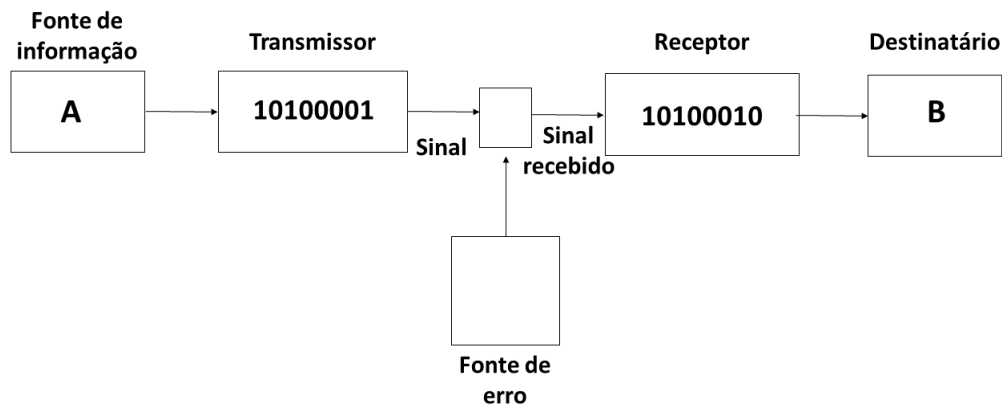 Fonte de
informação
Transmissor
Receptor
Destinatário
A
10100001
10100010
B
Sinal
Sinal
recebido
Fonte de
erro